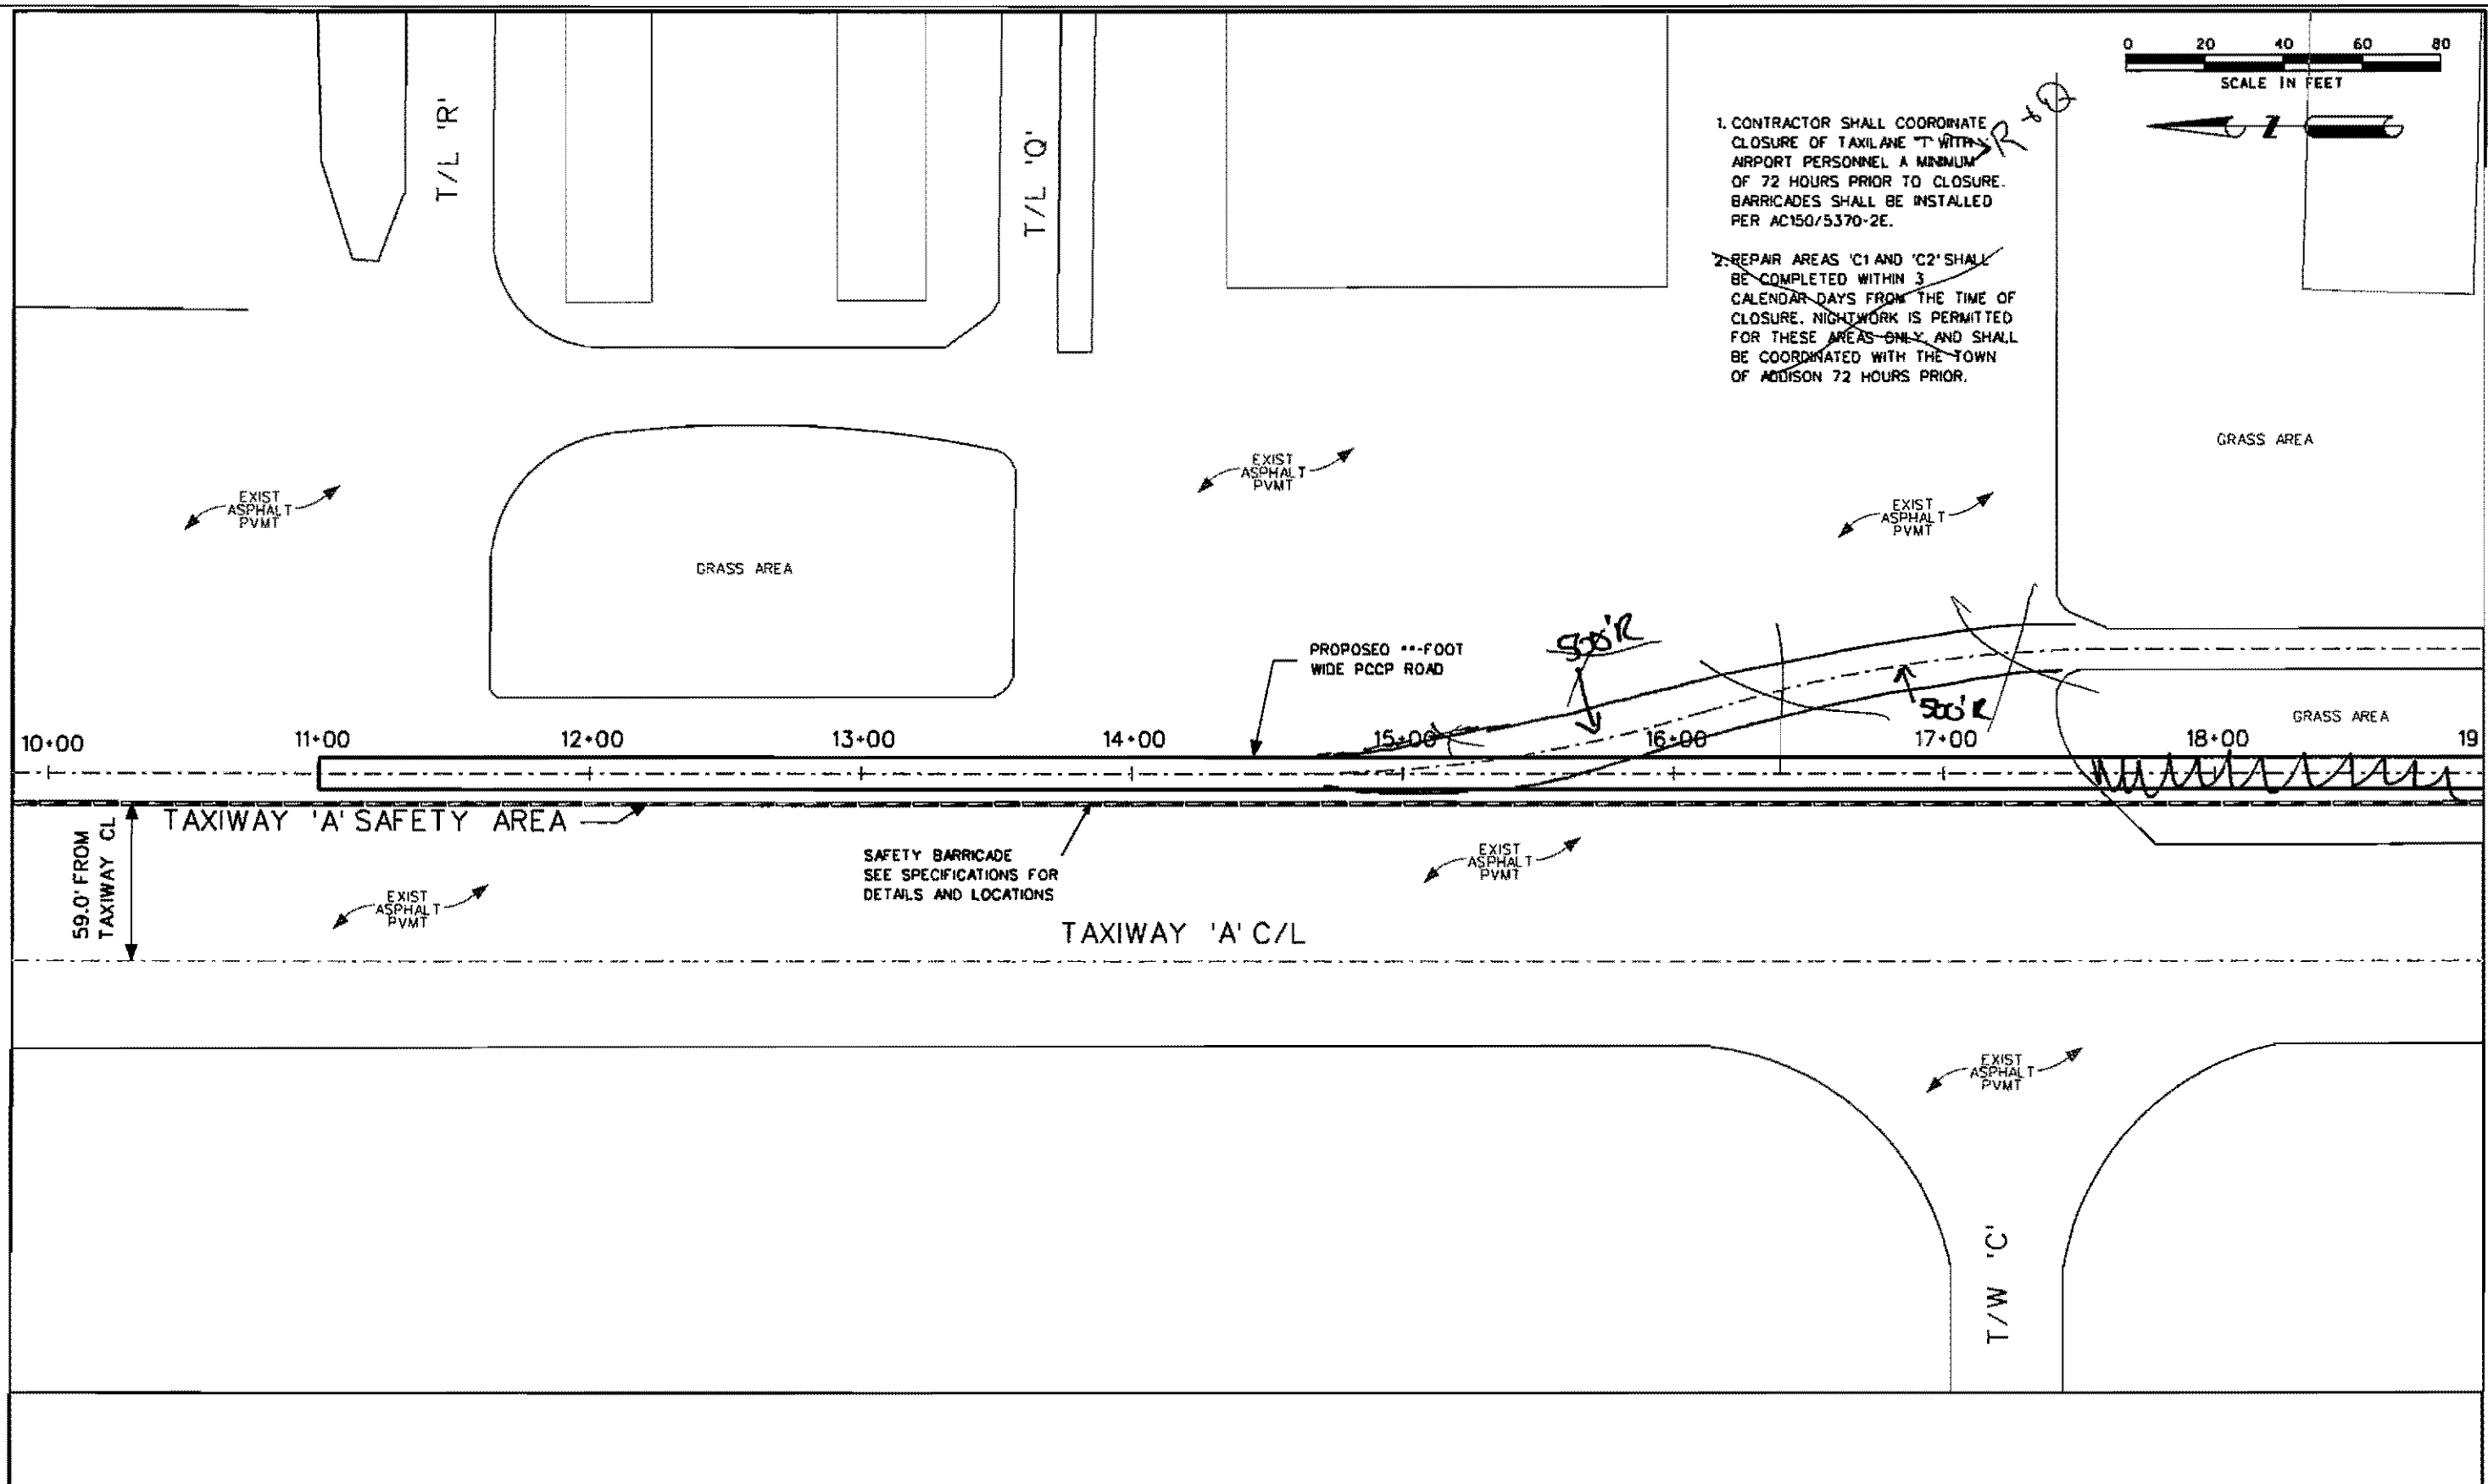 0 20 40 60 80
SCALE IN FEET
Z
T/L 'R'
T/L 'Q'
1. CONTRACTOR SHALL COORDINATE
CLOSURE OF TAXILANE "T" WITH
AIRPORT PERSONNEL A MINIMUM
OF 72 HOURS PRIOR TO CLOSURE.
BARRICADES SHALL BE INSTALLED
PER AC150/5370-2E.
R + Q
2. REPAIR AREAS 'C1 AND 'C2' SHALL
BE COMPLETED WITHIN 3
CALENDAR DAYS FROM THE TIME OF
CLOSURE. NIGHTWORK IS PERMITTED
FOR THESE AREAS ONLY, AND SHALL
BE COORDINATED WITH THE TOWN
OF ADDISON 72 HOURS PRIOR.
GRASS AREA
EXIST
ASPHALT
PVMT
EXIST
ASPHALT
PVMT
EXIST
ASPHALT
PVMT
GRASS AREA
PROPOSED **-FOOT
WIDE PCCP ROAD
500'R
500'R
GRASS AREA
10+00 11+00 12+00 13+00 14+00 15+00 16+00 17+00 18+00 19
TAXIWAY 'A' SAFETY AREA
59.0' FROM
TAXIWAY CL
SAFETY BARRICADE
SEE SPECIFICATIONS FOR
DETAILS AND LOCATIONS
EXIST
ASPHALT
PVMT
EXIST
ASPHALT
PVMT
TAXIWAY 'A' C/L
EXIST
ASPHALT
PVMT
T/W 'C'